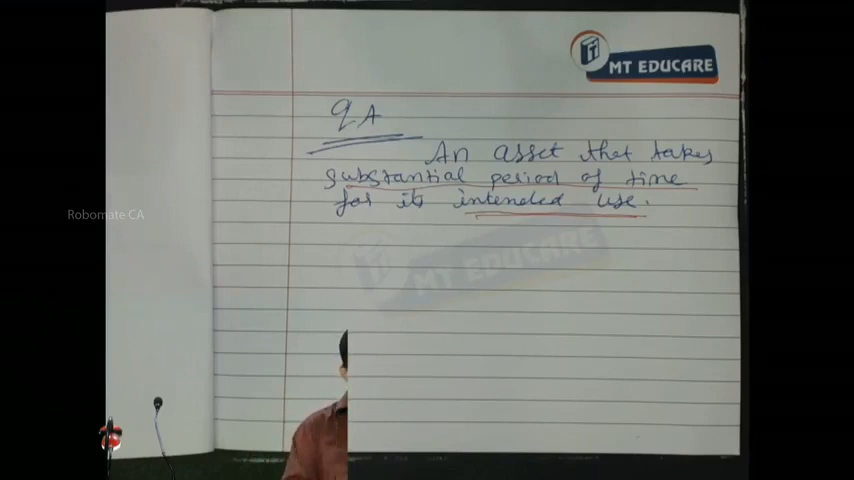 MT EDUCARE
QA
An asset that takes
substantial period of time
for its intended use.
Robomate CA
MT EDUCARE